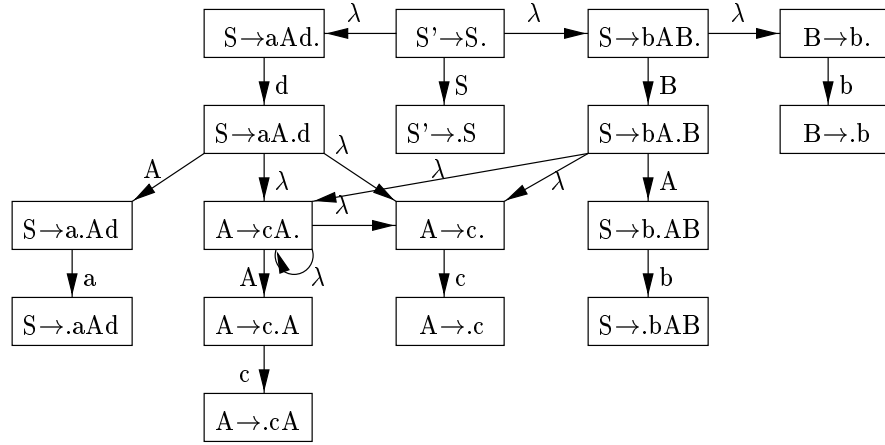 λ λ λ
S→aAd. S'→S. S→bAB. B→b.
d S B b
S→aA.d S'→.S S→bA.B B→.b
A λ λ λ λ A
λ
S→a.Ad A→cA. A→c. S→b.AB
a A λ c b
S→.aAd A→c.A A→.c S→.bAB
c
A→.cA